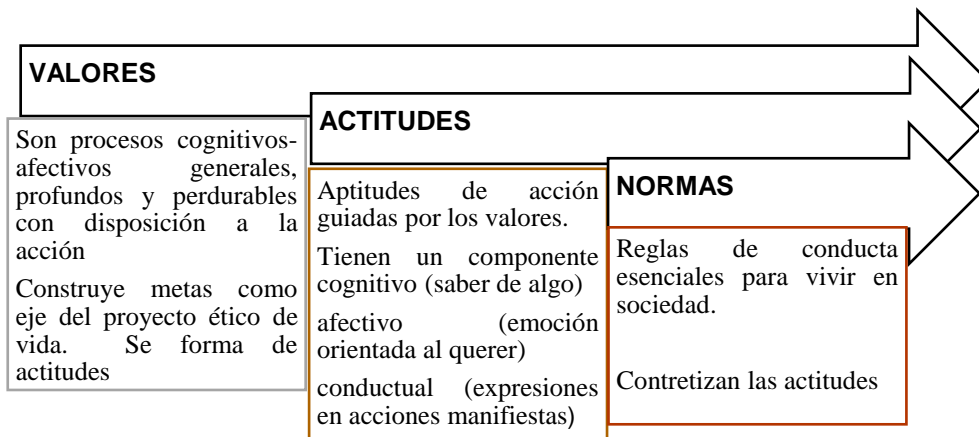 VALORES
Son procesos cognitivos-
afectivos generales,
profundos y perdurables
con disposición a la
acción
Construye metas como
eje del proyecto ético de
vida. Se forma de
actitudes
ACTITUDES
Aptitudes de acción
guiadas por los valores.
Tienen un componente
cognitivo (saber de algo)
afectivo (emoción
orientada al querer)
conductual (expresiones
en acciones manifiestas)
NORMAS
Reglas de conducta
esenciales para vivir en
sociedad.
Contretizan las actitudes